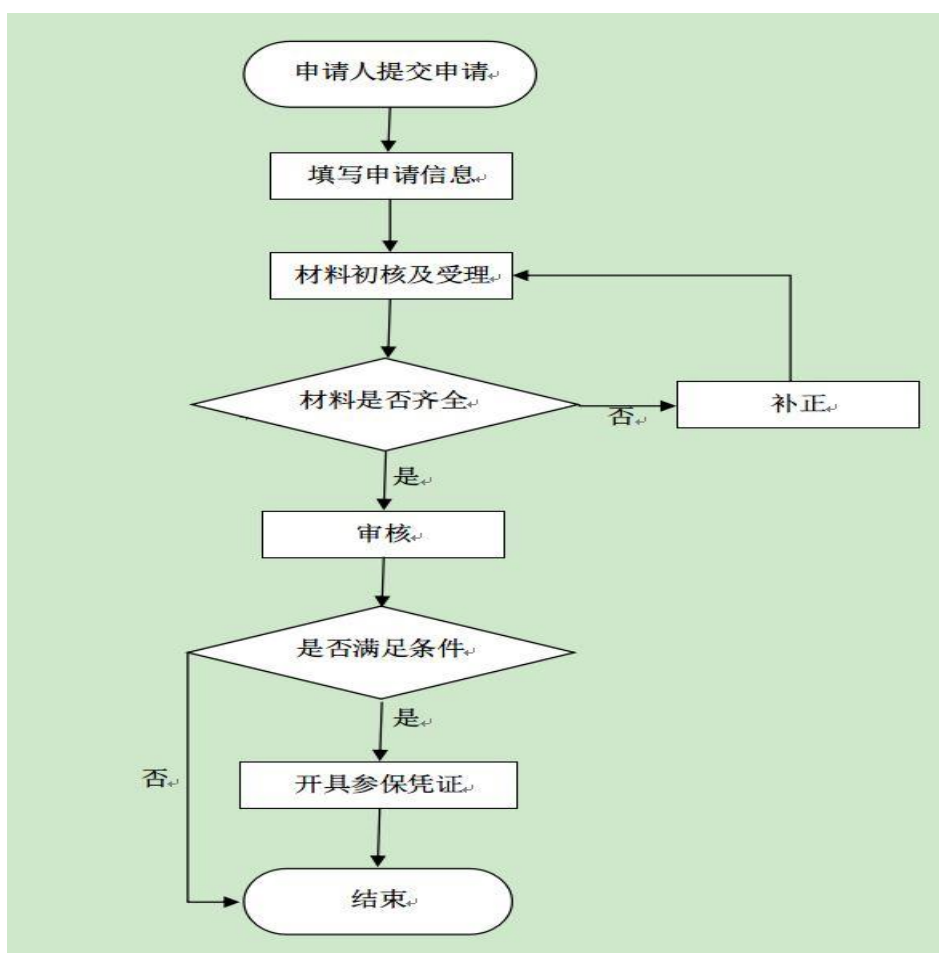 申请人提交申请
填写申请信息
材料初核及受理
材料是否齐全
否
补正
是
审核
是否满足条件
是
否
开具参保凭证
结束